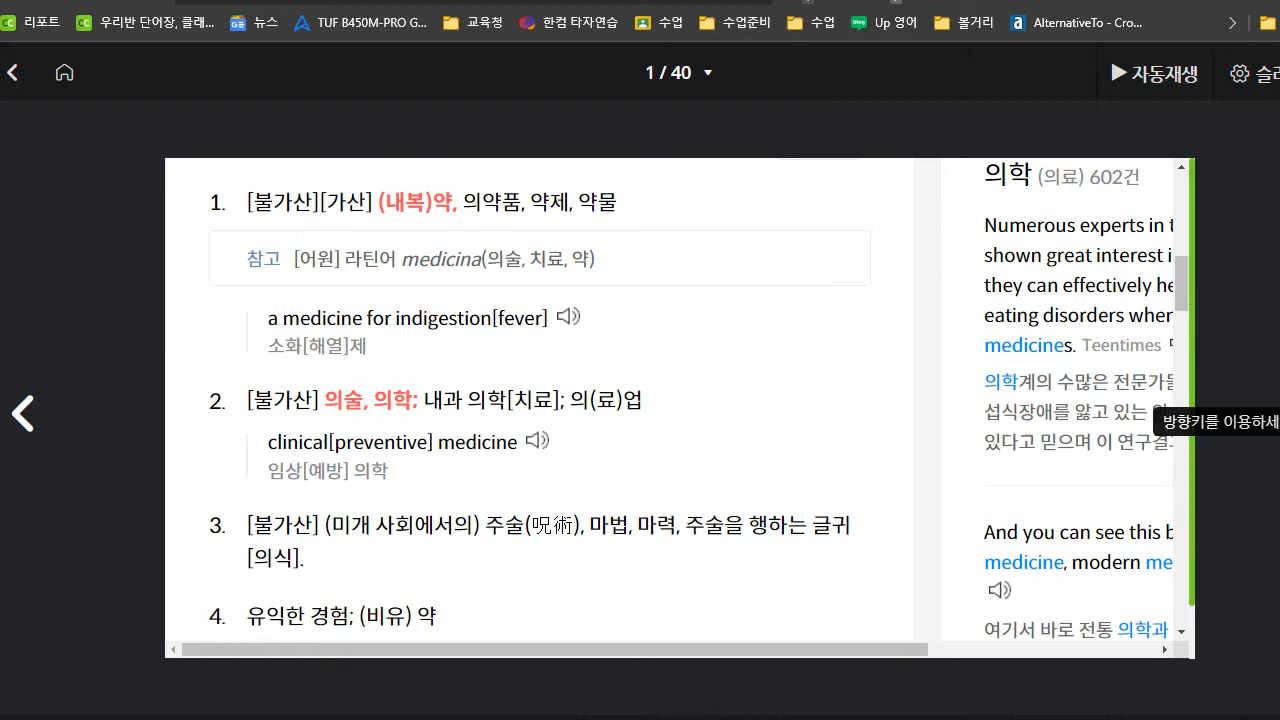 리포트 우리반 단어장, 클래... 뉴스 TUF B450M-PRO G... 교육청 한컴 타자연습 수업 수업준비 수업 Up 영어 볼거리 AlternativeTo - Cro...
1 / 40 자동재생
1. [불가산][가산] (내복)약, 의약품, 약제, 약물
참고 [어원] 라틴어 medicina(의술, 치료, 약)
a medicine for indigestion[fever]
소화[해열]제
2. [불가산] 의술, 의학; 내과 의학[치료]; 의(료)업
clinical[preventive] medicine
임상[예방] 의학
3. [불가산] (미개 사회에서의) 주술(呪術), 마법, 마력, 주술을 행하는 글귀
[의식].
4. 유익한 경험; (비유) 약
의학 (의료) 602건
Numerous experts in
shown great interest
they can effectively
eating disorders when
medicines. Teentimes
의학계의 수많은 전문가들
섭식장애를 앓고 있는
있다고 믿으며 이 연구결
방향키를 이용하세
And you can see this
medicine, modern me
여기서 바로 전통 의학과